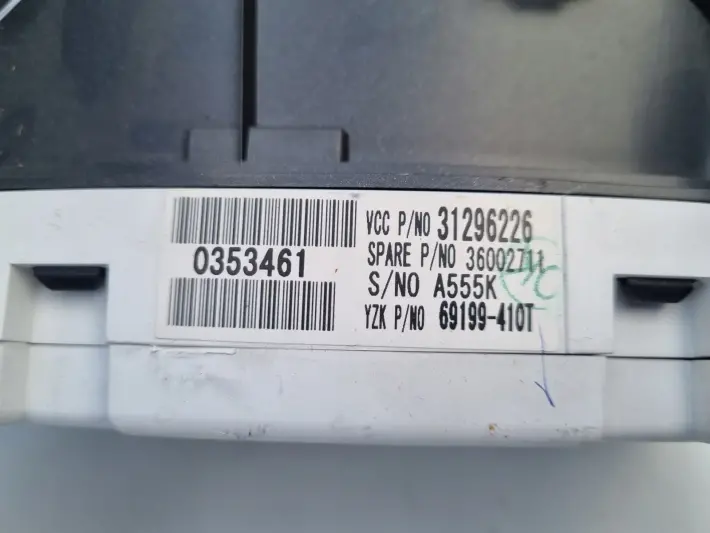 VCC P/NO 31296226
SPARE P/NO 36002711
0353461
S/NO A555K
YZK P/NO 69199-410T